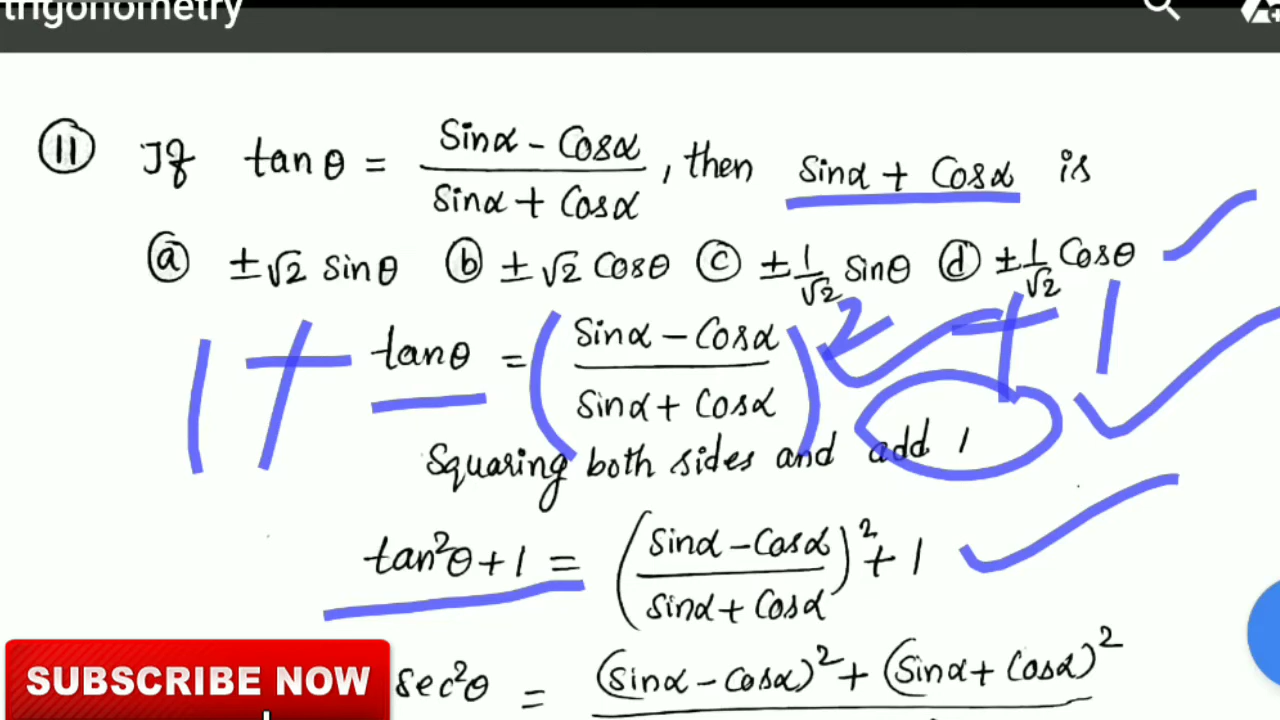 trigonometry
⑪ If tanθ = (Sinα - Cosα)/(Sinα + Cosα), then Sinα + Cosα is
ⓐ ±√2 sinθ ⓑ ±√2 Cosθ ⓒ ±1/√2 Sinθ ⓓ ±1/√2 Cosθ
1 + tanθ = ((Sinα - Cosα)/(Sinα + Cosα))² + 1
Squaring both sides and add 1
tan²θ + 1 = ((Sinα - Cosα)/(Sinα + Cosα))² + 1
SUBSCRIBE NOW
sec²θ = (Sinα - Cosα)² + (Sinα + Cosα)²